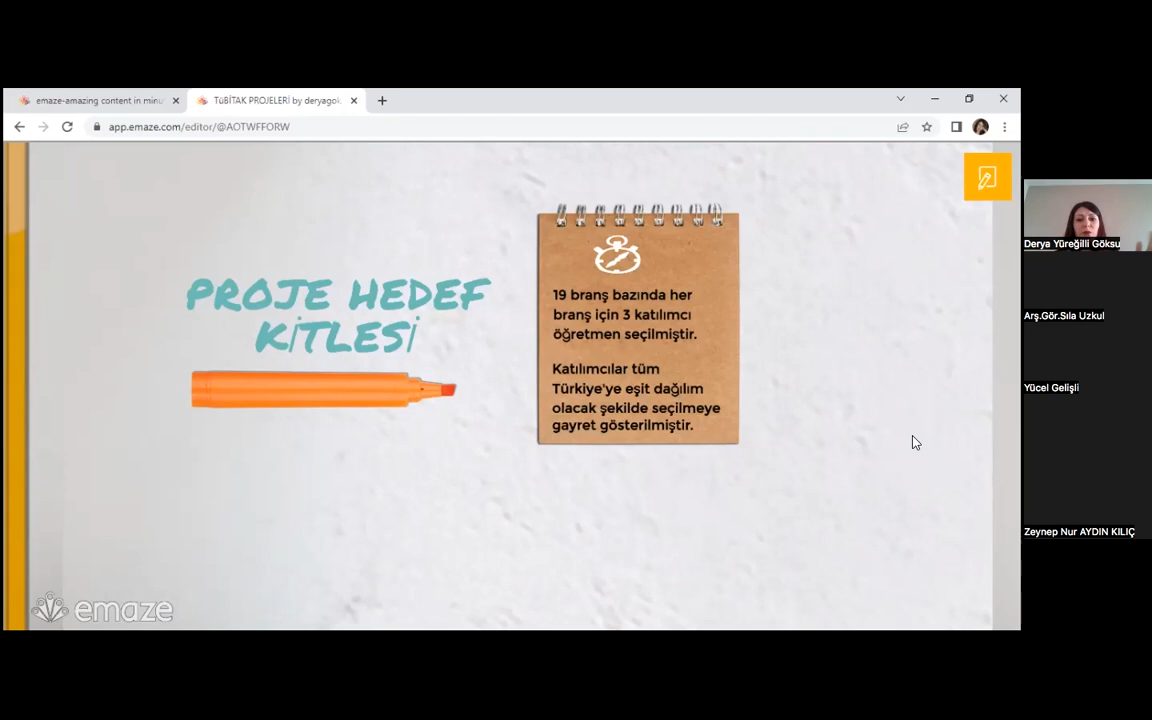 emaze-amazing content in minu
TÜBİTAK PROJELERİ by deryagok
app.emaze.com/editor/@AOTWFFORW
PROJE HEDEF
KİTLESİ
19 branş bazında her
branş için 3 katılımcı
öğretmen seçilmiştir.
Katılımcılar tüm
Türkiye'ye eşit dağılım
olacak şekilde seçilmeye
gayret gösterilmiştir.
emaze
Derya Yüreğilli Göksu
Arş.Gör.Sıla Uzkul
Yücel Gelişli
Zeynep Nur AYDIN KILIÇ